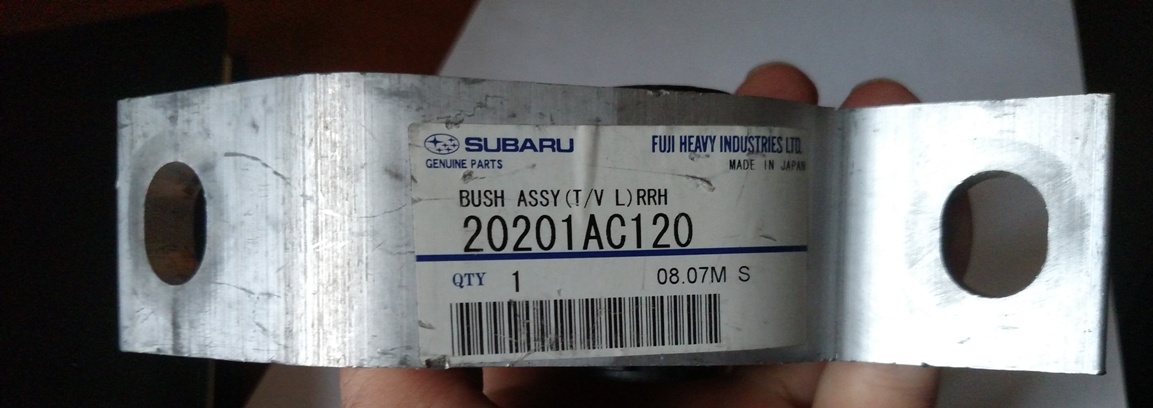 SUBARU FUJI HEAVY INDUSTRIES LTD.
GENUINE PARTS MADE IN JAPAN
BUSH ASSY(T/V L)RRH
20201AC120
QTY 1 08.07M S